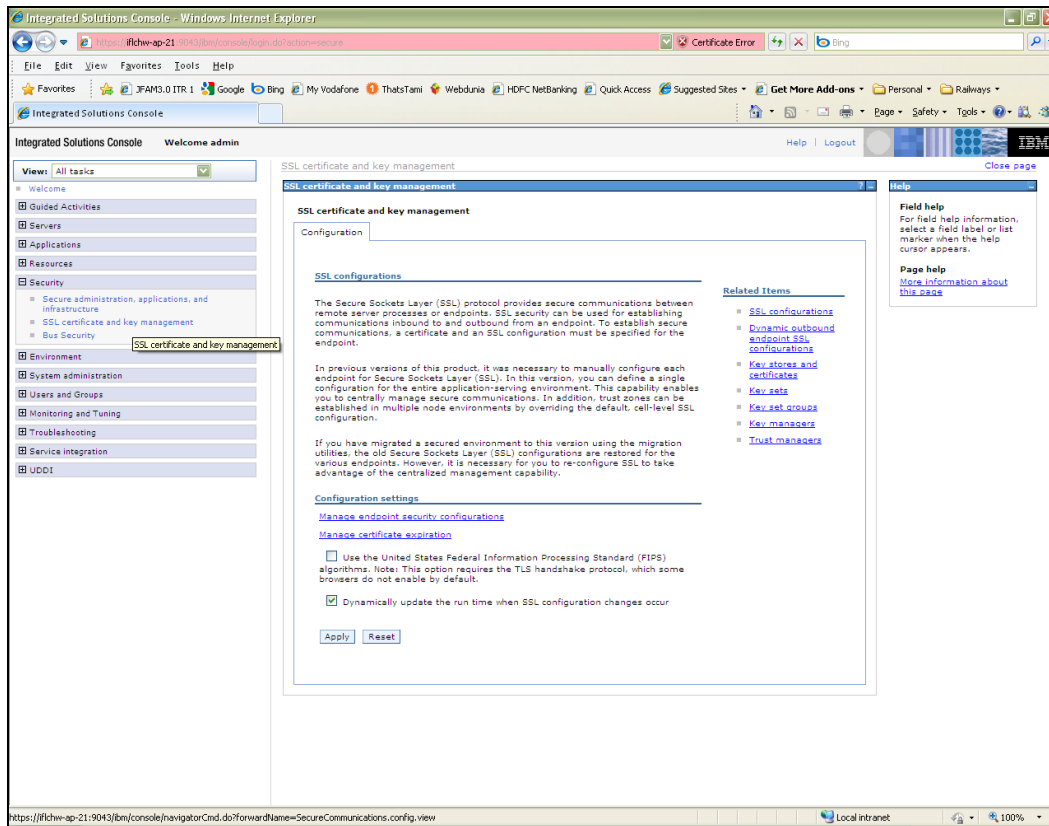 Integrated Solutions Console - Windows Internet Explorer
https://iflchw-ap-21:9043/ibm/console/login.do?action=secure
Certificate Error
Bing
File Edit View Favorites Tools Help
Favorites JFAM3.0 ITR 1 Google Bing My Vodafone ThatsTami Webdunia HDFC NetBanking Quick Access Suggested Sites Get More Add-ons Personal Railways
Integrated Solutions Console
Page Safety Tools
Integrated Solutions Console Welcome admin
Help | Logout
IBM
View: All tasks
Welcome
Guided Activities
Servers
Applications
Resources
Security
Secure administration, applications, and
infrastructure
SSL certificate and key management
Bus Security
SSL certificate and key management
Environment
System administration
Users and Groups
Monitoring and Tuning
Troubleshooting
Service integration
UDDI
SSL certificate and key management
Close page
SSL certificate and key management
? -
SSL certificate and key management
Configuration
SSL configurations
The Secure Sockets Layer (SSL) protocol provides secure communications between
remote server processes or endpoints. SSL security can be used for establishing
communications inbound to and outbound from an endpoint. To establish secure
communications, a certificate and an SSL configuration must be specified for the
endpoint.
In previous versions of this product, it was necessary to manually configure each
endpoint for Secure Sockets Layer (SSL). In this version, you can define a single
configuration for the entire application-serving environment. This capability enables
you to centrally manage secure communications. In addition, trust zones can be
established in multiple node environments by overriding the default, cell-level SSL
configuration.
If you have migrated a secured environment to this version using the migration
utilities, the old Secure Sockets Layer (SSL) configurations are restored for the
various endpoints. However, it is necessary for you to re-configure SSL to take
advantage of the centralized management capability.
Configuration settings
Manage endpoint security configurations
Manage certificate expiration
Use the United States Federal Information Processing Standard (FIPS)
algorithms. Note: This option requires the TLS handshake protocol, which some
browsers do not enable by default.
Dynamically update the run time when SSL configuration changes occur
Apply Reset
Related Items
SSL configurations
Dynamic outbound
endpoint SSL
configurations
Key stores and
certificates
Key sets
Key set groups
Key managers
Trust managers
Help
Field help
For field help information,
select a field label or list
marker when the help
cursor appears.
Page help
More information about
this page
https://iflchw-ap-21:9043/ibm/console/navigatorCmd.do?forwardName=SecureCommunications.config.view
Local intranet
100%